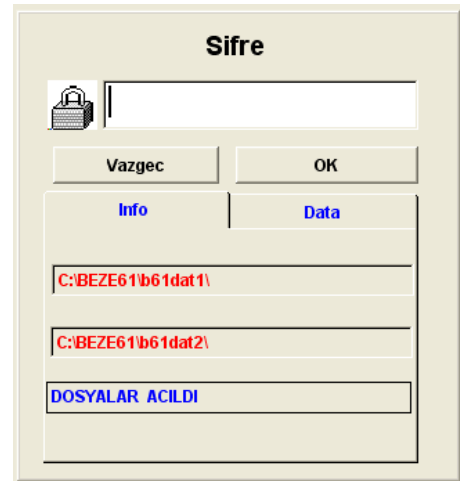 Sifre
Vazgec OK
Info Data
C:\BEZE61\b61dat1\
C:\BEZE61\b61dat2\
DOSYALAR ACILDI